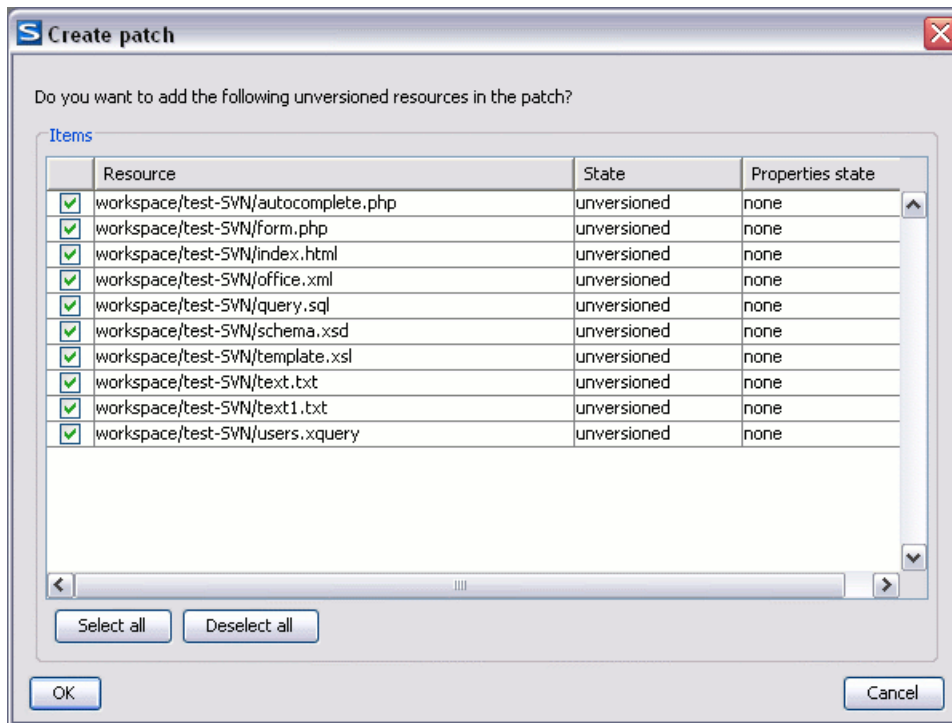 S Create patch
Do you want to add the following unversioned resources in the patch?
Items
Resource State Properties state
workspace/test-SVN/autocomplete.php unversioned none
workspace/test-SVN/form.php unversioned none
workspace/test-SVN/index.html unversioned none
workspace/test-SVN/office.xml unversioned none
workspace/test-SVN/query.sql unversioned none
workspace/test-SVN/schema.xsd unversioned none
workspace/test-SVN/template.xsl unversioned none
workspace/test-SVN/text.txt unversioned none
workspace/test-SVN/text1.txt unversioned none
workspace/test-SVN/users.xquery unversioned none
Select all Deselect all
OK Cancel